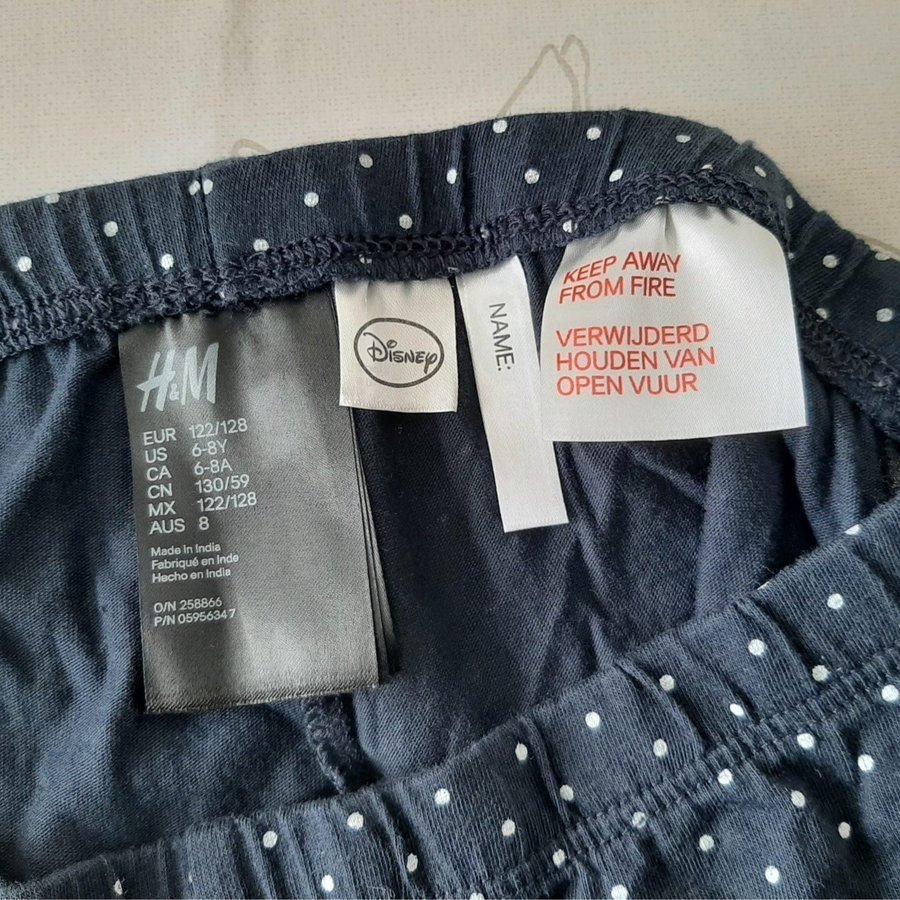 H&M
EUR 122/128
US 6-8Y
CA 6-8A
CN 130/59
MX 122/128
AUS 8
Made in India
Fabriqué en Inde
Hecho en India
O/N 258866
P/N 05956347
Disney
NAME:
KEEP AWAY
FROM FIRE
VERWIJDERD
HOUDEN VAN
OPEN VUUR